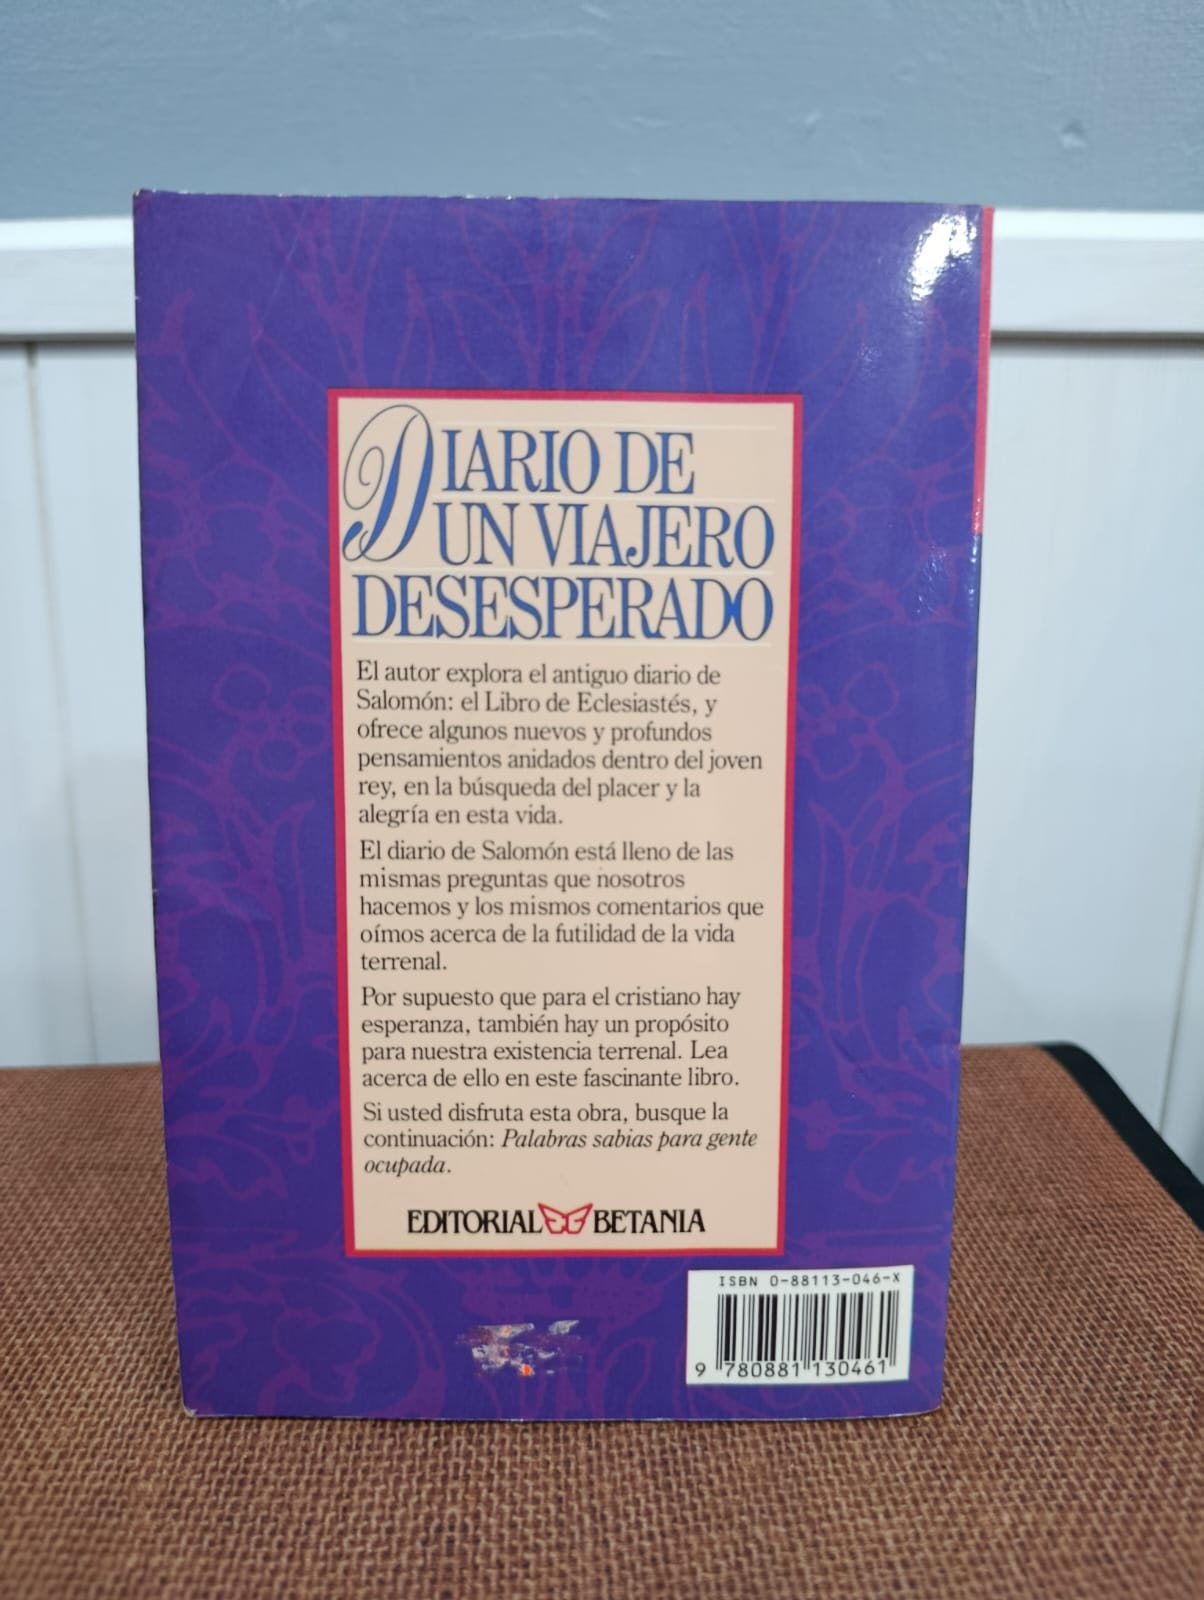 DIARIO DE
UN VIAJERO
DESESPERADO
El autor explora el antiguo diario de
Salomón: el Libro de Eclesiastés, y
ofrece algunos nuevos y profundos
pensamientos anidados dentro del joven
rey, en la búsqueda del placer y la
alegría en esta vida.
El diario de Salomón está lleno de las
mismas preguntas que nosotros
hacemos y los mismos comentarios que
oímos acerca de la futilidad de la vida
terrenal.
Por supuesto que para el cristiano hay
esperanza, también hay un propósito
para nuestra existencia terrenal. Lea
acerca de ello en este fascinante libro.
Si usted disfruta esta obra, busque la
continuación: Palabras sabias para gente
ocupada.
EDITORIAL BETANIA
ISBN 0-88113-046-X
9 780881 130461